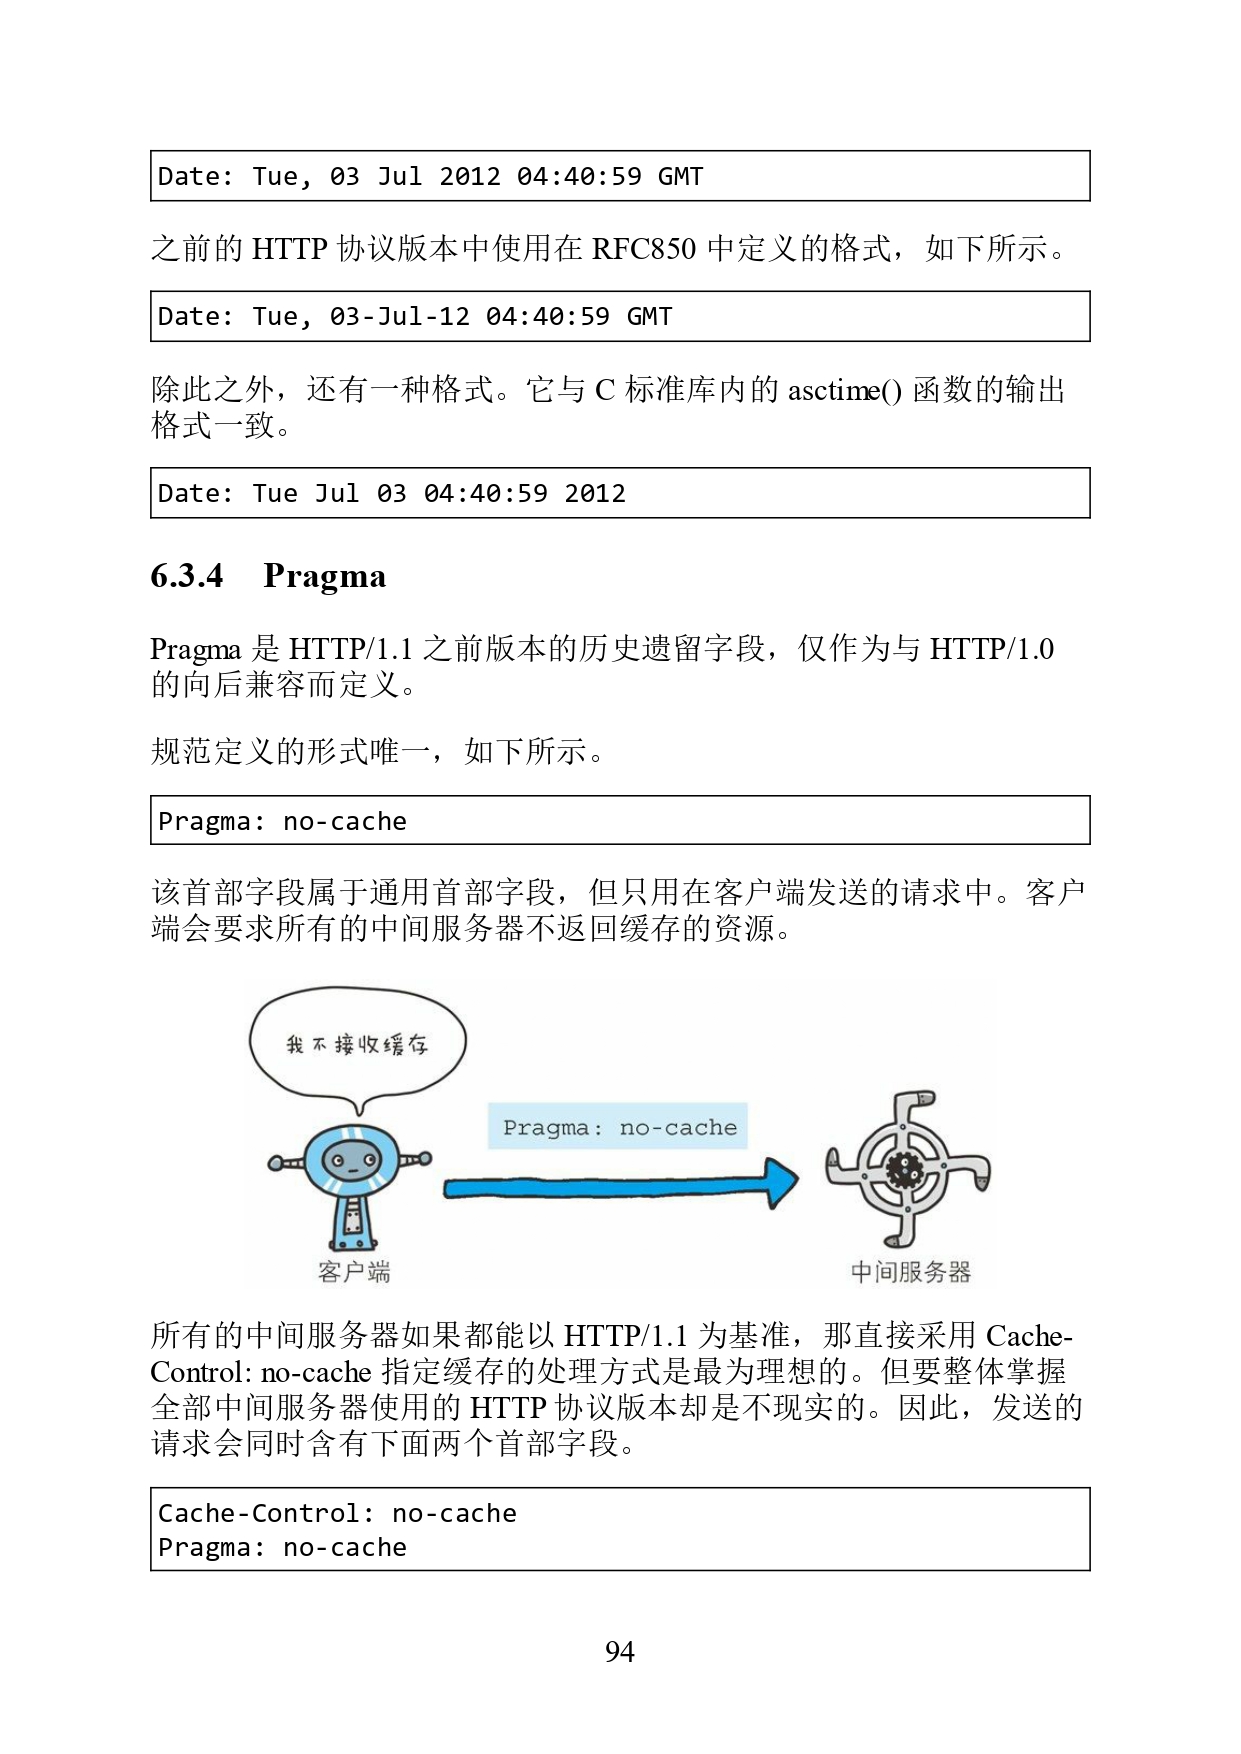 Date: Tue, 03 Jul 2012 04:40:59 GMT
之前的 HTTP 协议版本中使用在 RFC850 中定义的格式，如下所示。
Date: Tue, 03-Jul-12 04:40:59 GMT
除此之外，还有一种格式。它与 C 标准库内的 asctime() 函数的输出
格式一致。
Date: Tue Jul 03 04:40:59 2012
6.3.4 Pragma
Pragma 是 HTTP/1.1 之前版本的历史遗留字段，仅作为与 HTTP/1.0
的向后兼容而定义。
规范定义的形式唯一，如下所示。
Pragma: no-cache
该首部字段属于通用首部字段，但只用在客户端发送的请求中。客户
端会要求所有的中间服务器不返回缓存的资源。
我不接收缓存
Pragma: no-cache
客户端
中间服务器
所有的中间服务器如果都能以 HTTP/1.1 为基准，那直接采用 Cache-
Control: no-cache 指定缓存的处理方式是最为理想的。但要整体掌握
全部中间服务器使用的 HTTP 协议版本却是不现实的。因此，发送的
请求会同时含有下面两个首部字段。
Cache-Control: no-cache
Pragma: no-cache
94